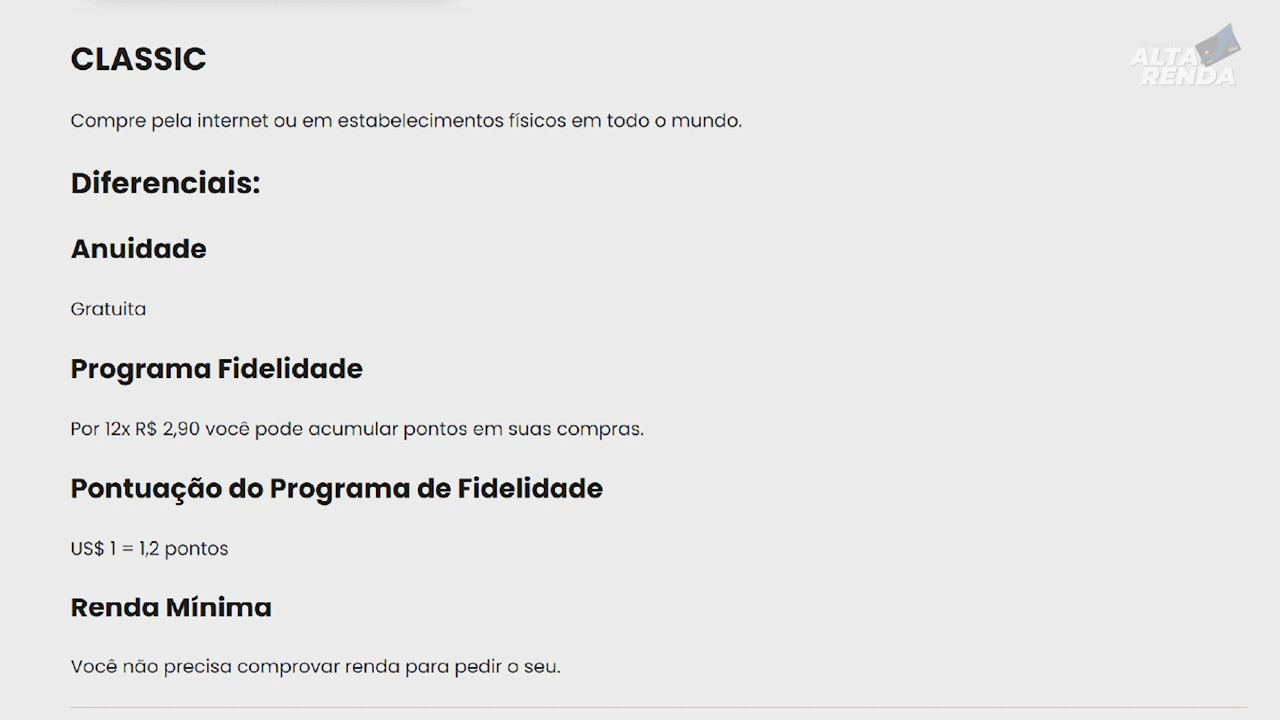 CLASSIC
ALTA
RENDA
Compre pela internet ou em estabelecimentos físicos em todo o mundo.
Diferenciais:
Anuidade
Gratuita
Programa Fidelidade
Por 12x R$ 2,90 você pode acumular pontos em suas compras.
Pontuação do Programa de Fidelidade
US$ 1 = 1,2 pontos
Renda Mínima
Você não precisa comprovar renda para pedir o seu.